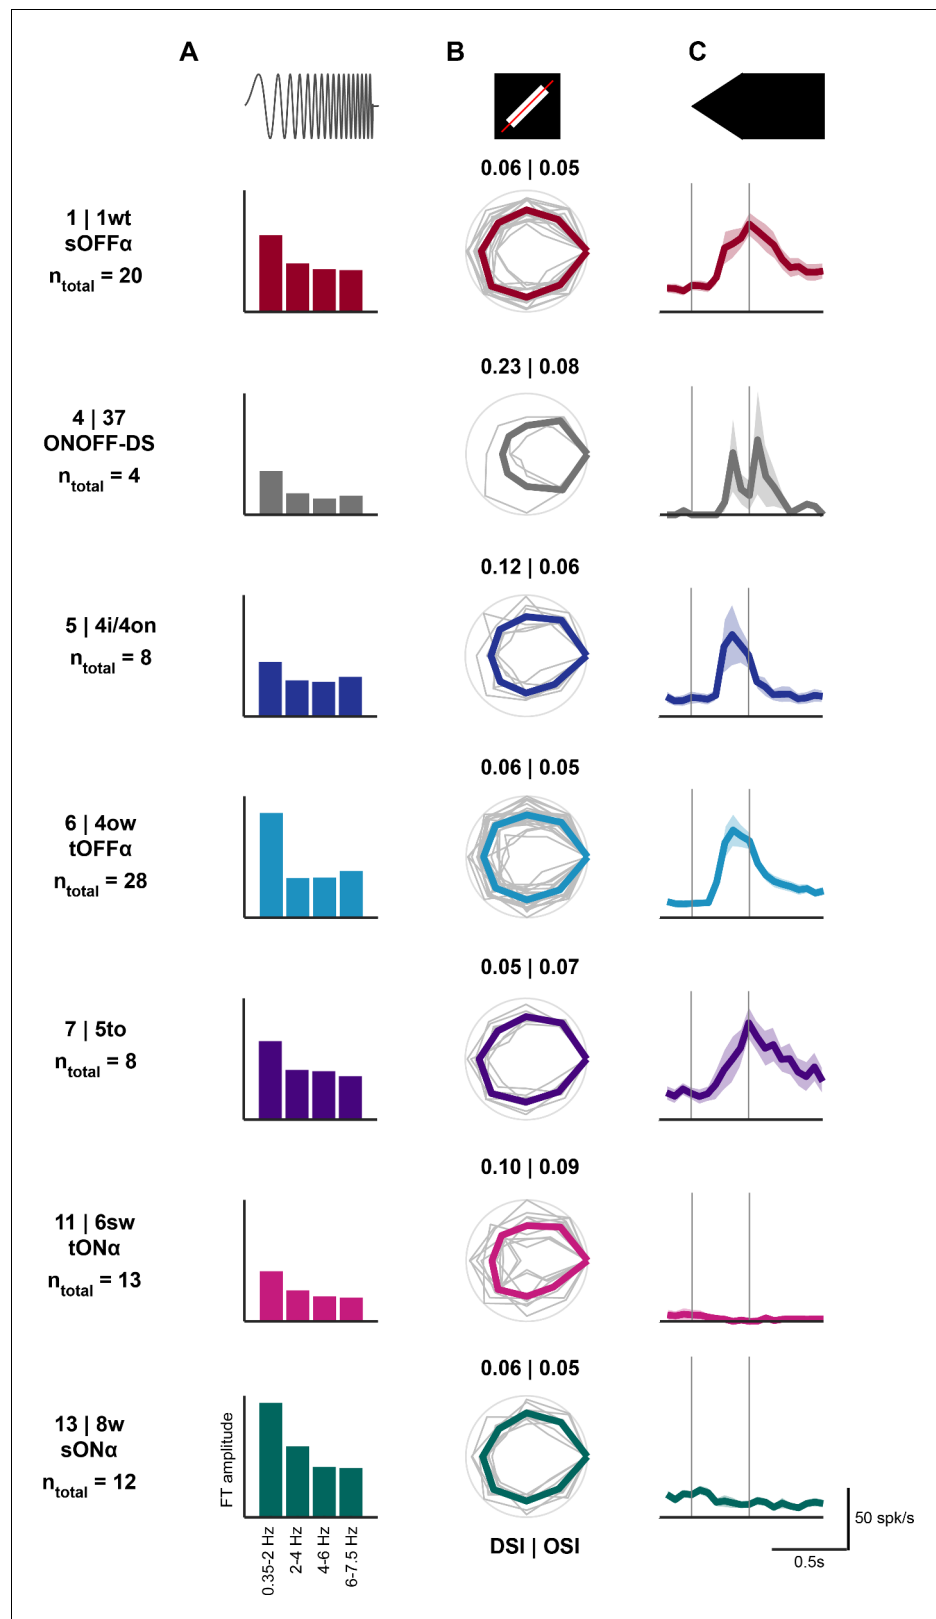 A B C
0.06 | 0.05
1 | 1wt
sOFFα
ntotal = 20
0.23 | 0.08
4 | 37
ONOFF-DS
ntotal = 4
0.12 | 0.06
5 | 4i/4on
ntotal = 8
0.06 | 0.05
6 | 4ow
tOFFα
ntotal = 28
0.05 | 0.07
7 | 5to
ntotal = 8
0.10 | 0.09
11 | 6sw
tONα
ntotal = 13
0.06 | 0.05
13 | 8w
sONα
ntotal = 12
FT amplitude
0.35-2 Hz
2-4 Hz
4-6 Hz
6-7.5 Hz
DSI | OSI
50 spk/s
0.5s